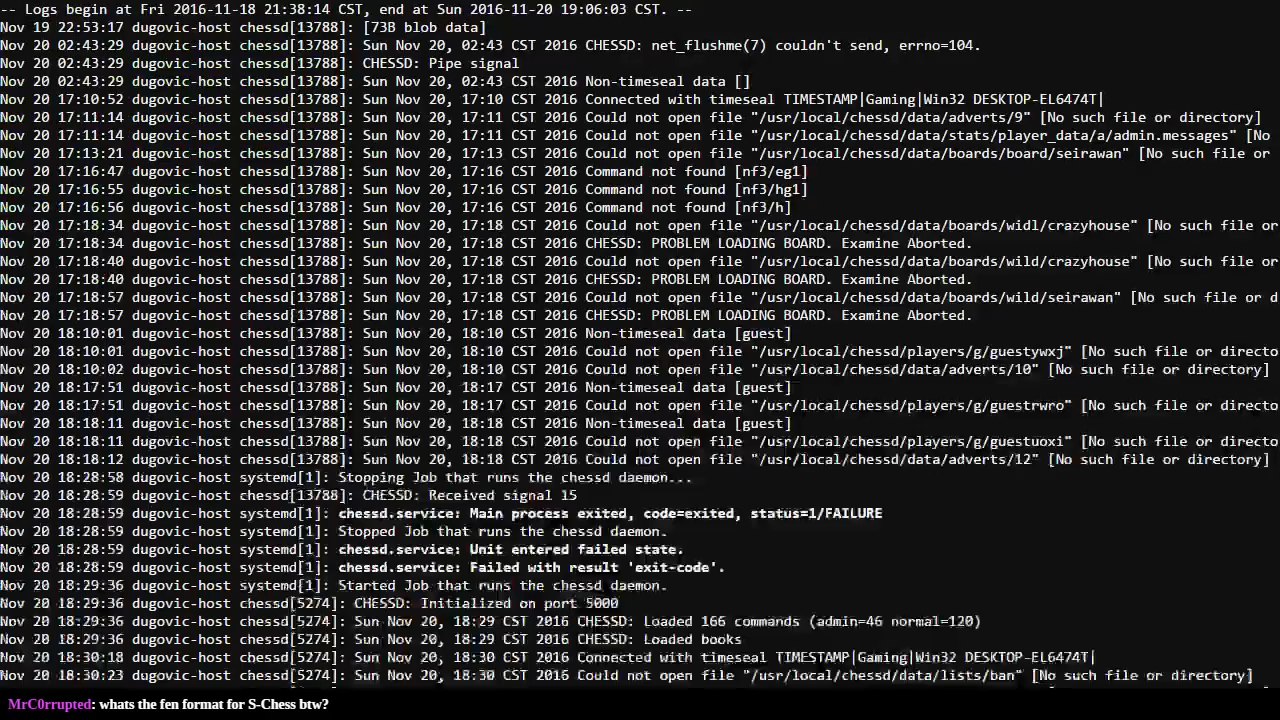 -- Logs begin at Fri 2016-11-18 21:38:14 CST, end at Sun 2016-11-20 19:06:03 CST. --
Nov 19 22:53:17 dugovic-host chessd[13788]: [73B blob data]
Nov 20 02:43:29 dugovic-host chessd[13788]: Sun Nov 20, 02:43 CST 2016 CHESSD: net_flushme(7) couldn't send, errno=104.
Nov 20 02:43:29 dugovic-host chessd[13788]: CHESSD: Pipe signal
Nov 20 02:43:29 dugovic-host chessd[13788]: Sun Nov 20, 02:43 CST 2016 Non-timeseal data []
Nov 20 17:10:52 dugovic-host chessd[13788]: Sun Nov 20, 17:10 CST 2016 Connected with timeseal TIMESTAMP|Gaming|Win32 DESKTOP-EL6474T|
Nov 20 17:11:14 dugovic-host chessd[13788]: Sun Nov 20, 17:11 CST 2016 Could not open file "/usr/local/chessd/data/adverts/9" [No such file or directory]
Nov 20 17:11:14 dugovic-host chessd[13788]: Sun Nov 20, 17:11 CST 2016 Could not open file "/usr/local/chessd/data/stats/player_data/a/admin.messages" [No
Nov 20 17:13:21 dugovic-host chessd[13788]: Sun Nov 20, 17:13 CST 2016 Could not open file "/usr/local/chessd/data/boards/board/seirawan" [No such file or
Nov 20 17:16:47 dugovic-host chessd[13788]: Sun Nov 20, 17:16 CST 2016 Command not found [nf3/eg1]
Nov 20 17:16:55 dugovic-host chessd[13788]: Sun Nov 20, 17:16 CST 2016 Command not found [nf3/hg1]
Nov 20 17:16:56 dugovic-host chessd[13788]: Sun Nov 20, 17:16 CST 2016 Command not found [nf3/h]
Nov 20 17:18:34 dugovic-host chessd[13788]: Sun Nov 20, 17:18 CST 2016 Could not open file "/usr/local/chessd/data/boards/widl/crazyhouse" [No such file or
Nov 20 17:18:34 dugovic-host chessd[13788]: Sun Nov 20, 17:18 CST 2016 CHESSD: PROBLEM LOADING BOARD. Examine Aborted.
Nov 20 17:18:40 dugovic-host chessd[13788]: Sun Nov 20, 17:18 CST 2016 Could not open file "/usr/local/chessd/data/boards/wild/crazyhouse" [No such file or
Nov 20 17:18:40 dugovic-host chessd[13788]: Sun Nov 20, 17:18 CST 2016 CHESSD: PROBLEM LOADING BOARD. Examine Aborted.
Nov 20 17:18:57 dugovic-host chessd[13788]: Sun Nov 20, 17:18 CST 2016 Could not open file "/usr/local/chessd/data/boards/wild/seirawan" [No such file or d
Nov 20 17:18:57 dugovic-host chessd[13788]: Sun Nov 20, 17:18 CST 2016 CHESSD: PROBLEM LOADING BOARD. Examine Aborted.
Nov 20 18:10:01 dugovic-host chessd[13788]: Sun Nov 20, 18:10 CST 2016 Non-timeseal data [guest]
Nov 20 18:10:01 dugovic-host chessd[13788]: Sun Nov 20, 18:10 CST 2016 Could not open file "/usr/local/chessd/players/g/guestywxj" [No such file or directo
Nov 20 18:10:02 dugovic-host chessd[13788]: Sun Nov 20, 18:10 CST 2016 Could not open file "/usr/local/chessd/data/adverts/10" [No such file or directory]
Nov 20 18:17:51 dugovic-host chessd[13788]: Sun Nov 20, 18:17 CST 2016 Non-timeseal data [guest]
Nov 20 18:17:51 dugovic-host chessd[13788]: Sun Nov 20, 18:17 CST 2016 Could not open file "/usr/local/chessd/players/g/guestrwro" [No such file or directo
Nov 20 18:18:11 dugovic-host chessd[13788]: Sun Nov 20, 18:18 CST 2016 Non-timeseal data [guest]
Nov 20 18:18:11 dugovic-host chessd[13788]: Sun Nov 20, 18:18 CST 2016 Could not open file "/usr/local/chessd/players/g/guestuoxi" [No such file or directo
Nov 20 18:18:12 dugovic-host chessd[13788]: Sun Nov 20, 18:18 CST 2016 Could not open file "/usr/local/chessd/data/adverts/12" [No such file or directory]
Nov 20 18:28:58 dugovic-host systemd[1]: Stopping Job that runs the chessd daemon...
Nov 20 18:28:59 dugovic-host chessd[13788]: CHESSD: Received signal 15
Nov 20 18:28:59 dugovic-host systemd[1]: chessd.service: Main process exited, code=exited, status=1/FAILURE
Nov 20 18:28:59 dugovic-host systemd[1]: Stopped Job that runs the chessd daemon.
Nov 20 18:28:59 dugovic-host systemd[1]: chessd.service: Unit entered failed state.
Nov 20 18:28:59 dugovic-host systemd[1]: chessd.service: Failed with result 'exit-code'.
Nov 20 18:29:36 dugovic-host systemd[1]: Started Job that runs the chessd daemon.
Nov 20 18:29:36 dugovic-host chessd[5274]: CHESSD: Initialized on port 5000
Nov 20 18:29:36 dugovic-host chessd[5274]: Sun Nov 20, 18:29 CST 2016 CHESSD: Loaded 166 commands (admin=46 normal=120)
Nov 20 18:29:36 dugovic-host chessd[5274]: Sun Nov 20, 18:29 CST 2016 CHESSD: Loaded books
Nov 20 18:30:18 dugovic-host chessd[5274]: Sun Nov 20, 18:30 CST 2016 Connected with timeseal TIMESTAMP|Gaming|Win32 DESKTOP-EL6474T|
Nov 20 18:30:23 dugovic-host chessd[5274]: Sun Nov 20, 18:30 CST 2016 Could not open file "/usr/local/chessd/data/lists/ban" [No such file or directory]
MrC0rrupted: whats the fen format for S-Chess btw?